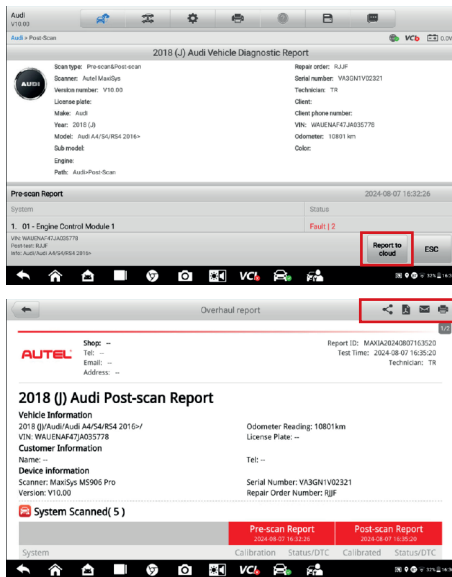 Audi
V10.00
Audi > Post-Scan
VCI 0.0V
2018 (J) Audi Vehicle Diagnostic Report
AUDI
Scan type: Pre-scan&Post-scan
Repair order: RJJF
Scanner: Autel MaxiSys
Serial number: VA3GN1V02321
Version number: V10.00
Technician: TR
License plate:
Client:
Make: Audi
Client phone number:
Year: 2018 (J)
VIN: WAUENAF47JA035778
Model: Audi A4/S4/RS4 2016>
Odometer: 10801 km
Sub model:
Color:
Engine:
Path: Audi>Post-Scan
Pre-scan Report 2024-08-07 16:32:26
System Status
1. 01 - Engine Control Module 1 Fault | 2
VIN: WAUENAF47JA035778
Info: Audi/Audi A4/S4/RS4 2016>
Report to
cloud
ESC
VCI
Overhaul report
1/2
AUTEL
Shop: --
Tel: --
Email: --
Address: --
Report ID: MAXIA20240807163520
Test Time: 2024-08-07 16:35:20
Technician: TR
2018 (J) Audi Post-scan Report
Vehicle Information
2018 (J)/Audi/Audi A4/S4/RS4 2016>/
Odometer Reading: 10801km
VIN: WAUENAF47JA035778
License Plate: --
Customer Information
Name: --
Tel: --
Device information
Scanner: MaxiSys MS906 Pro
Serial Number: VA3GN1V02321
Version: V10.00
Repair Order Number: RJJF
System Scanned( 5 )
Pre-scan Report Post-scan Report
2024-08-07 16:32:26 2024-08-07 16:35:20
System Calibration Status/DTC Calibrated Status/DTC
VCI